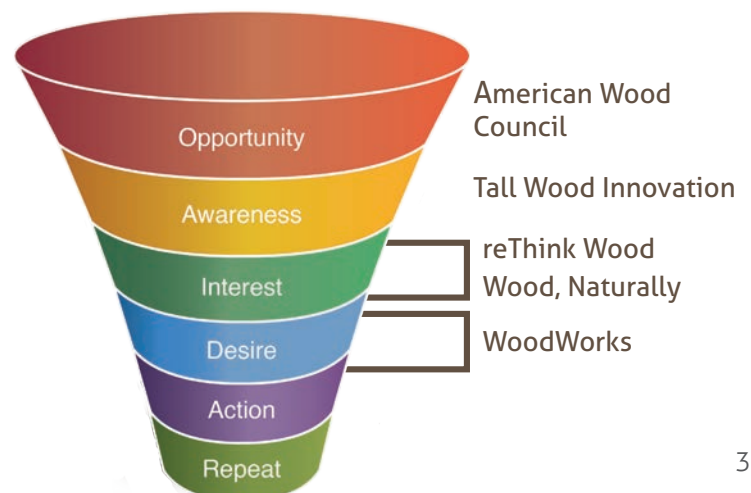 Opportunity
American Wood
Council
Awareness
Tall Wood Innovation
Interest
reThink Wood
Wood, Naturally
Desire
WoodWorks
Action
Repeat
3